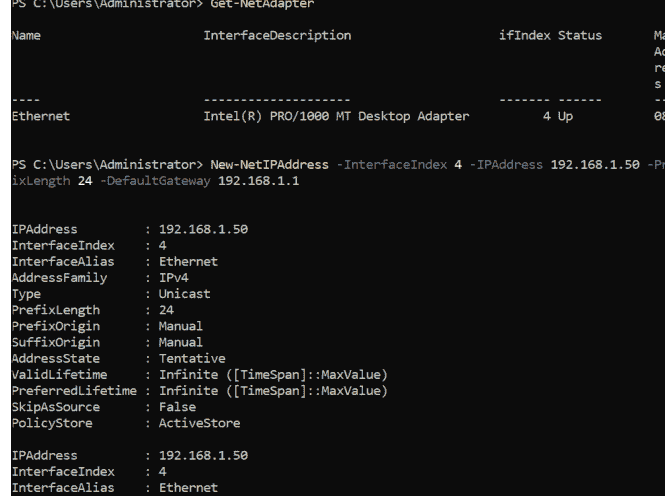 PS C:\Users\Administrator> Get-NetAdapter
Name InterfaceDescription ifIndex Status Ma
Ad
re
s
---- -------------------- ------- ------ --
Ethernet Intel(R) PRO/1000 MT Desktop Adapter 4 Up 08
PS C:\Users\Administrator> New-NetIPAddress -InterfaceIndex 4 -IPAddress 192.168.1.50 -Pr
ixLength 24 -DefaultGateway 192.168.1.1
IPAddress : 192.168.1.50
InterfaceIndex : 4
InterfaceAlias : Ethernet
AddressFamily : IPv4
Type : Unicast
PrefixLength : 24
PrefixOrigin : Manual
SuffixOrigin : Manual
AddressState : Tentative
ValidLifetime : Infinite ([TimeSpan]::MaxValue)
PreferredLifetime : Infinite ([TimeSpan]::MaxValue)
SkipAsSource : False
PolicyStore : ActiveStore
IPAddress : 192.168.1.50
InterfaceIndex : 4
InterfaceAlias : Ethernet